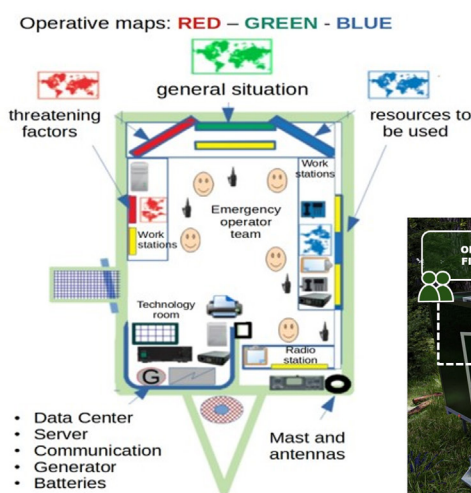 Operative maps: RED – GREEN - BLUE
general situation
threatening
factors
resources to
be used
Work
stations
Emergency
operator
team
Work
stations
Technology
room
Radio
station
G
• Data Center
• Server
• Communication
• Generator
• Batteries
Mast and
antennas